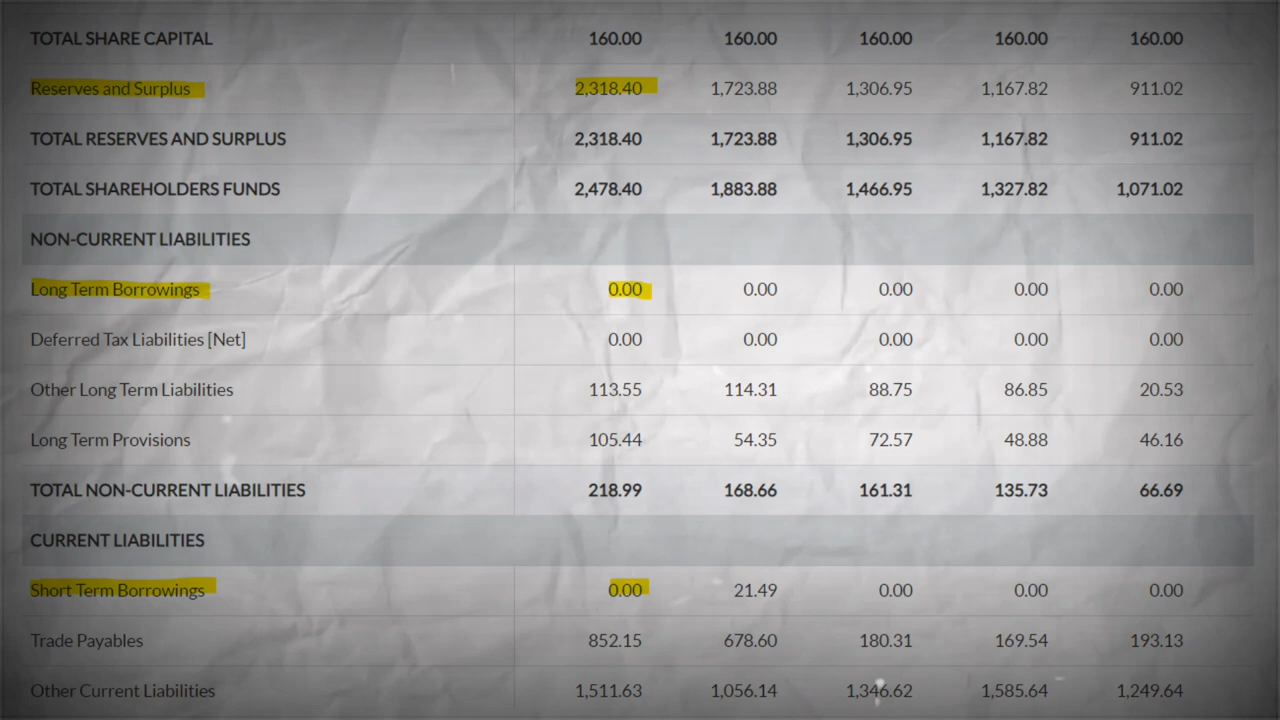 TOTAL SHARE CAPITAL 160.00 160.00 160.00 160.00 160.00
Reserves and Surplus 2,318.40 1,723.88 1,306.95 1,167.82 911.02
TOTAL RESERVES AND SURPLUS 2,318.40 1,723.88 1,306.95 1,167.82 911.02
TOTAL SHAREHOLDERS FUNDS 2,478.40 1,883.88 1,466.95 1,327.82 1,071.02
NON-CURRENT LIABILITIES
Long Term Borrowings 0.00 0.00 0.00 0.00 0.00
Deferred Tax Liabilities [Net] 0.00 0.00 0.00 0.00 0.00
Other Long Term Liabilities 113.55 114.31 88.75 86.85 20.53
Long Term Provisions 105.44 54.35 72.57 48.88 46.16
TOTAL NON-CURRENT LIABILITIES 218.99 168.66 161.31 135.73 66.69
CURRENT LIABILITIES
Short Term Borrowings 0.00 21.49 0.00 0.00 0.00
Trade Payables 852.15 678.60 180.31 169.54 193.13
Other Current Liabilities 1,511.63 1,056.14 1,346.62 1,585.64 1,249.64